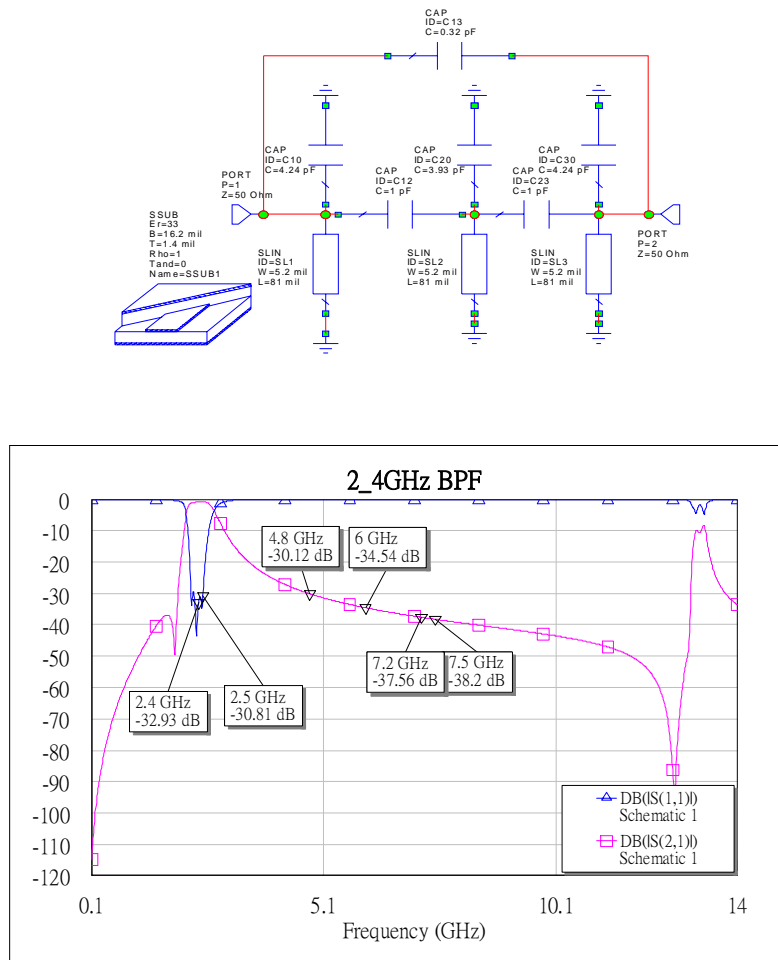 CAP
ID=C13
C=0.32 pF
CAP
ID=C10
C=4.24 pF
CAP
ID=C20
C=3.93 pF
CAP
ID=C30
C=4.24 pF
CAP
ID=C12
C=1 pF
CAP
ID=C23
C=1 pF
PORT
P=1
Z=50 Ohm
PORT
P=2
Z=50 Ohm
SSUB
Er=33
B=16.2 mil
T=1.4 mil
Rho=1
Tand=0
Name=SSUB1
SLIN
ID=SL1
W=5.2 mil
L=81 mil
SLIN
ID=SL2
W=5.2 mil
L=81 mil
SLIN
ID=SL3
W=5.2 mil
L=81 mil
2_4GHz BPF
0
-10
-20
-30
-40
-50
-60
-70
-80
-90
-100
-110
-120
4.8 GHz
-30.12 dB
6 GHz
-34.54 dB
2.4 GHz
-32.93 dB
2.5 GHz
-30.81 dB
7.2 GHz
-37.56 dB
7.5 GHz
-38.2 dB
DB(|S(1,1)|)
Schematic 1
DB(|S(2,1)|)
Schematic 1
0.1 5.1 10.1 14
Frequency (GHz)